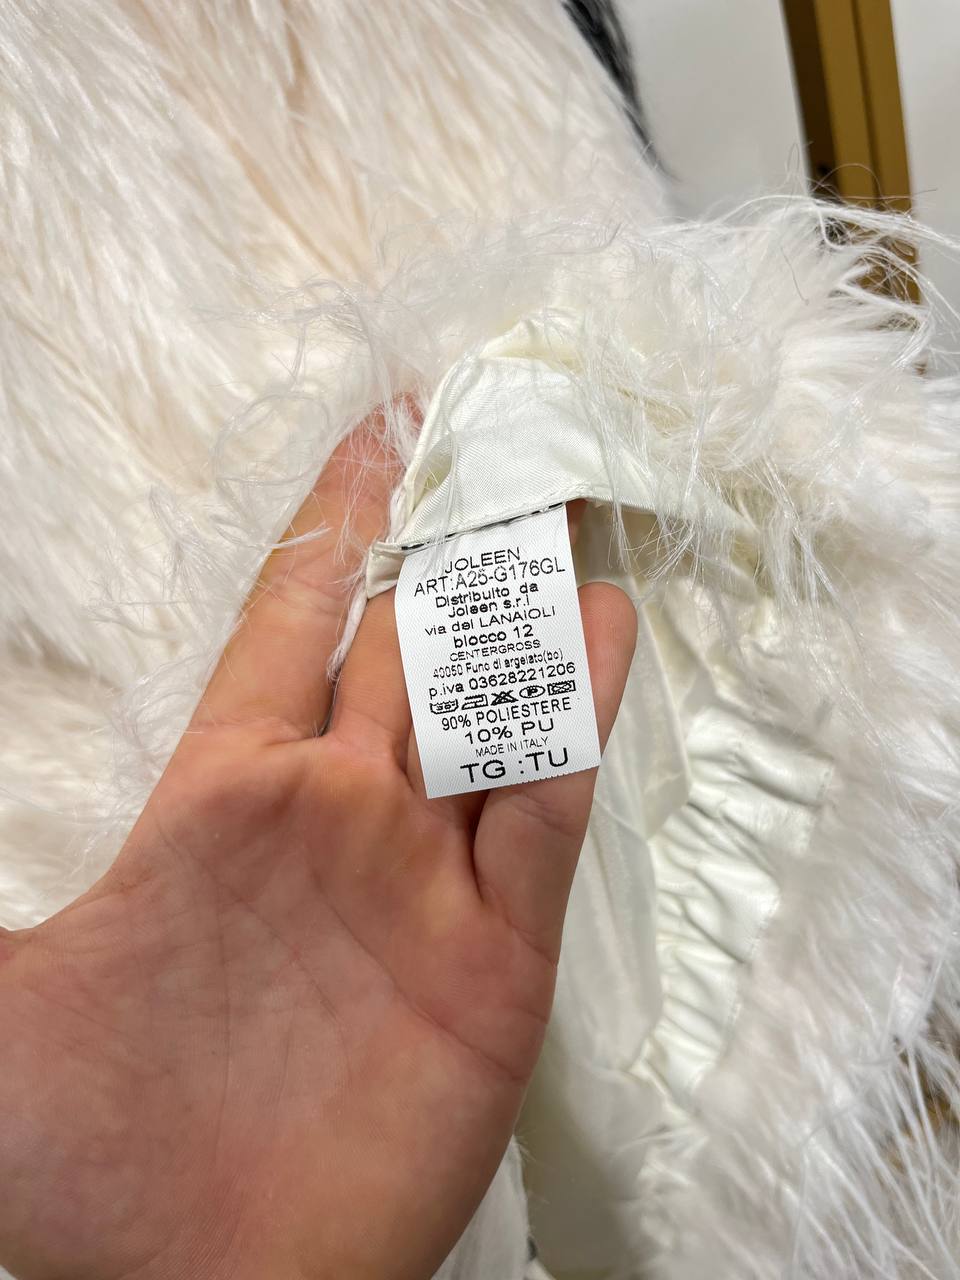 JOLEEN
ART:A25-G176GL
Distribuito da
Joleen s.r.l
via dei LANAIOLI
blocco 12
CENTERGROSS
40050 Funo di argelato(bo)
p.iva 03628221206
90% POLIESTERE
10% PU
MADE IN ITALY
TG :TU